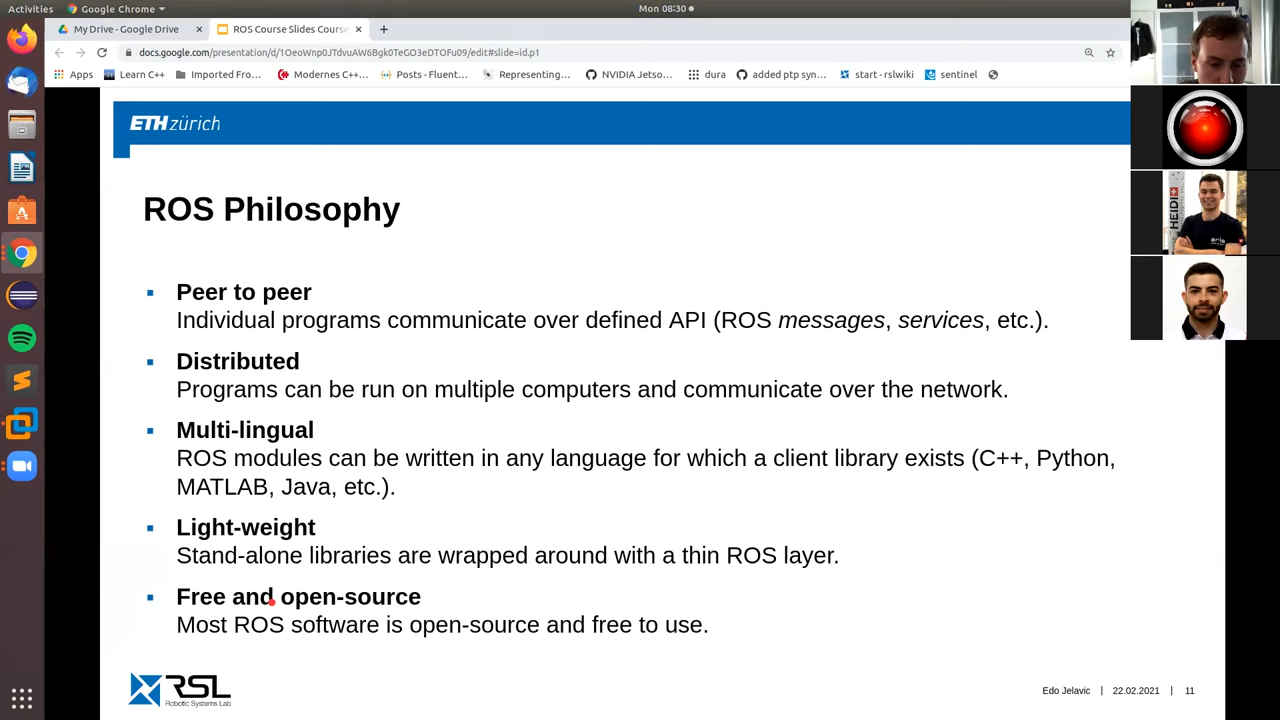 Activities
Google Chrome
Mon 08:30
My Drive - Google Drive
ROS Course Slides Course
docs.google.com/presentation/d/1OeoWnp0JTdvuAW6Bgk0TeGO3eDTOFu09/edit#slide=id.p1
Apps
Learn C++
Imported Fro...
Modernes C++...
Posts - Fluent...
Representing...
NVIDIA Jetso...
dura
added ptp syn...
start - rslwiki
sentinel
ETH zürich
ROS Philosophy
Peer to peer
Individual programs communicate over defined API (ROS messages, services, etc.).
Distributed
Programs can be run on multiple computers and communicate over the network.
Multi-lingual
ROS modules can be written in any language for which a client library exists (C++, Python,
MATLAB, Java, etc.).
Light-weight
Stand-alone libraries are wrapped around with a thin ROS layer.
Free and open-source
Most ROS software is open-source and free to use.
RSL
Robotic Systems Lab
Edo Jelavic | 22.02.2021 | 11
HEIDI